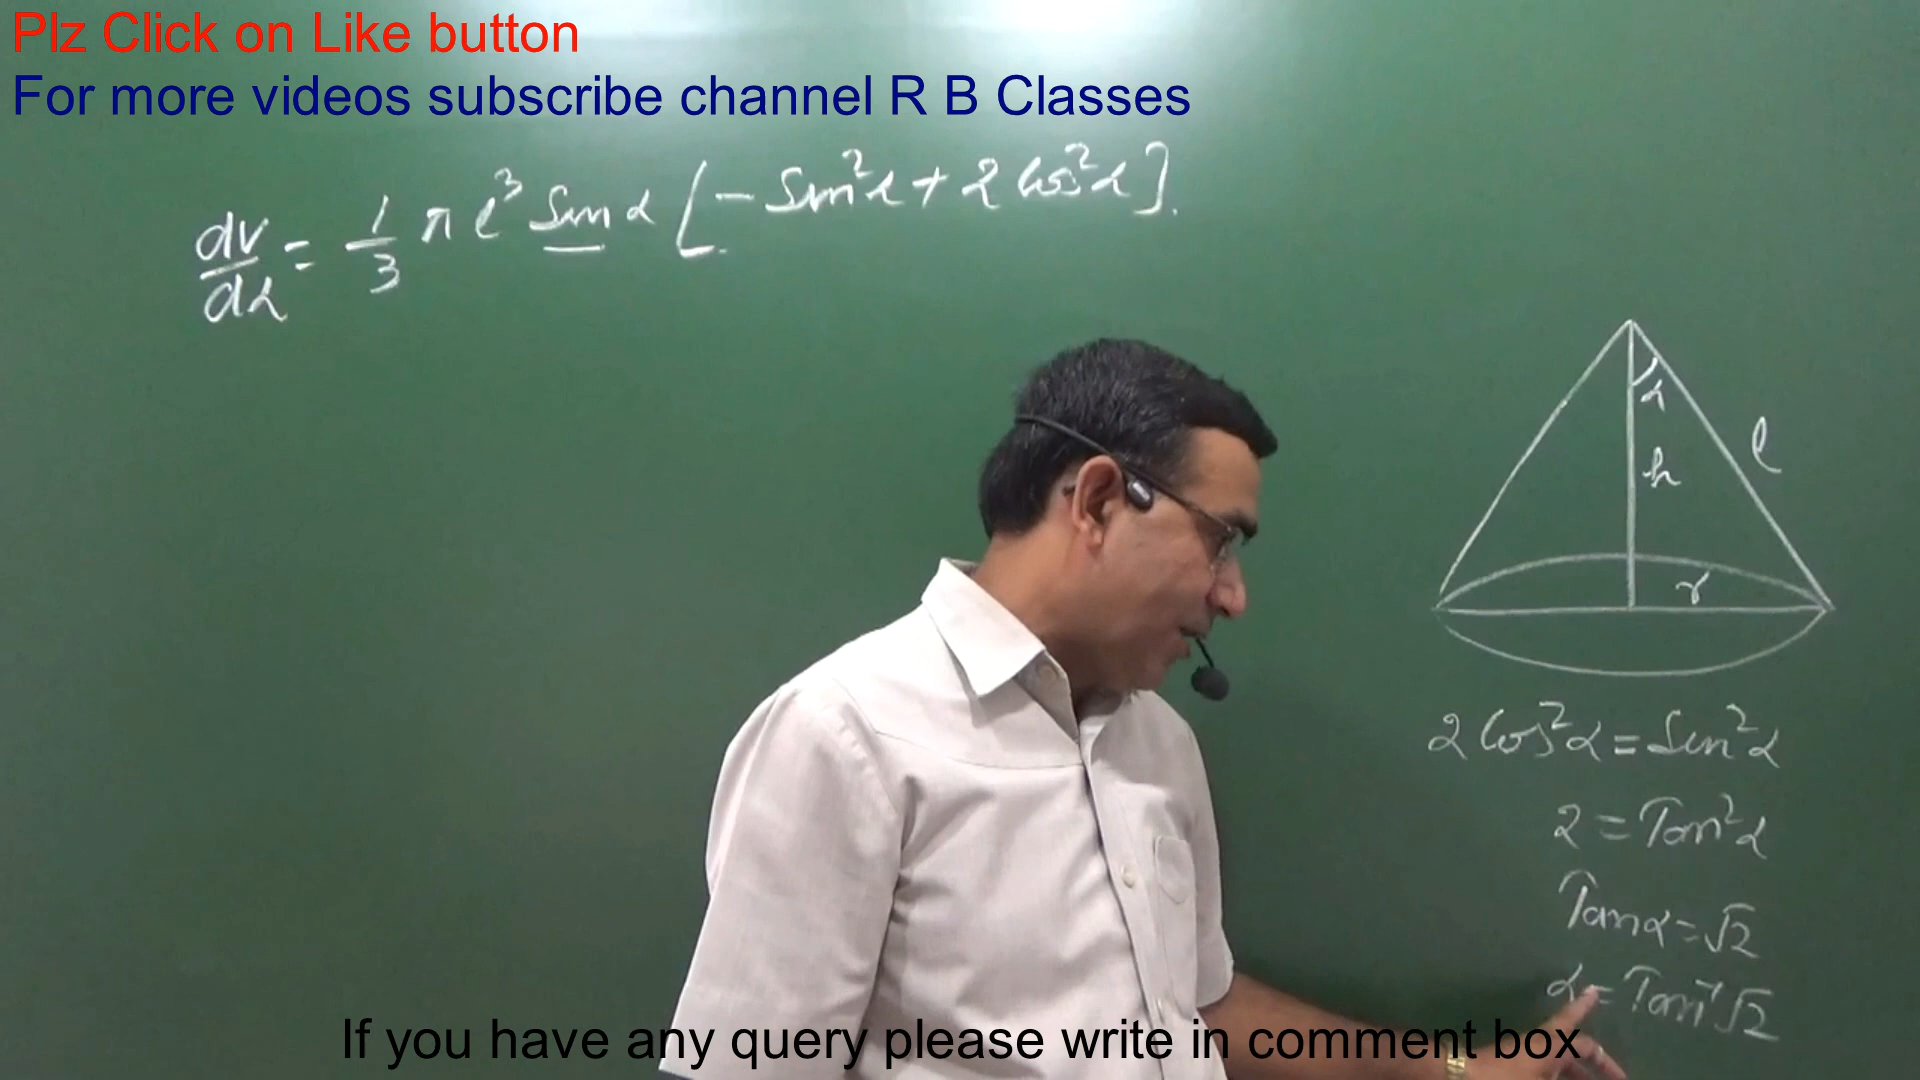 Plz Click on Like button
For more videos subscribe channel R B Classes
dv/dα = 1/3 π l³ Sin α [- Sin²α + 2 Cos²α].
α
l
h
r
2 Cos²α = Sin²α
2 = Tan²α
Tan α = √2
α = Tan⁻¹ √2
If you have any query please write in comment box